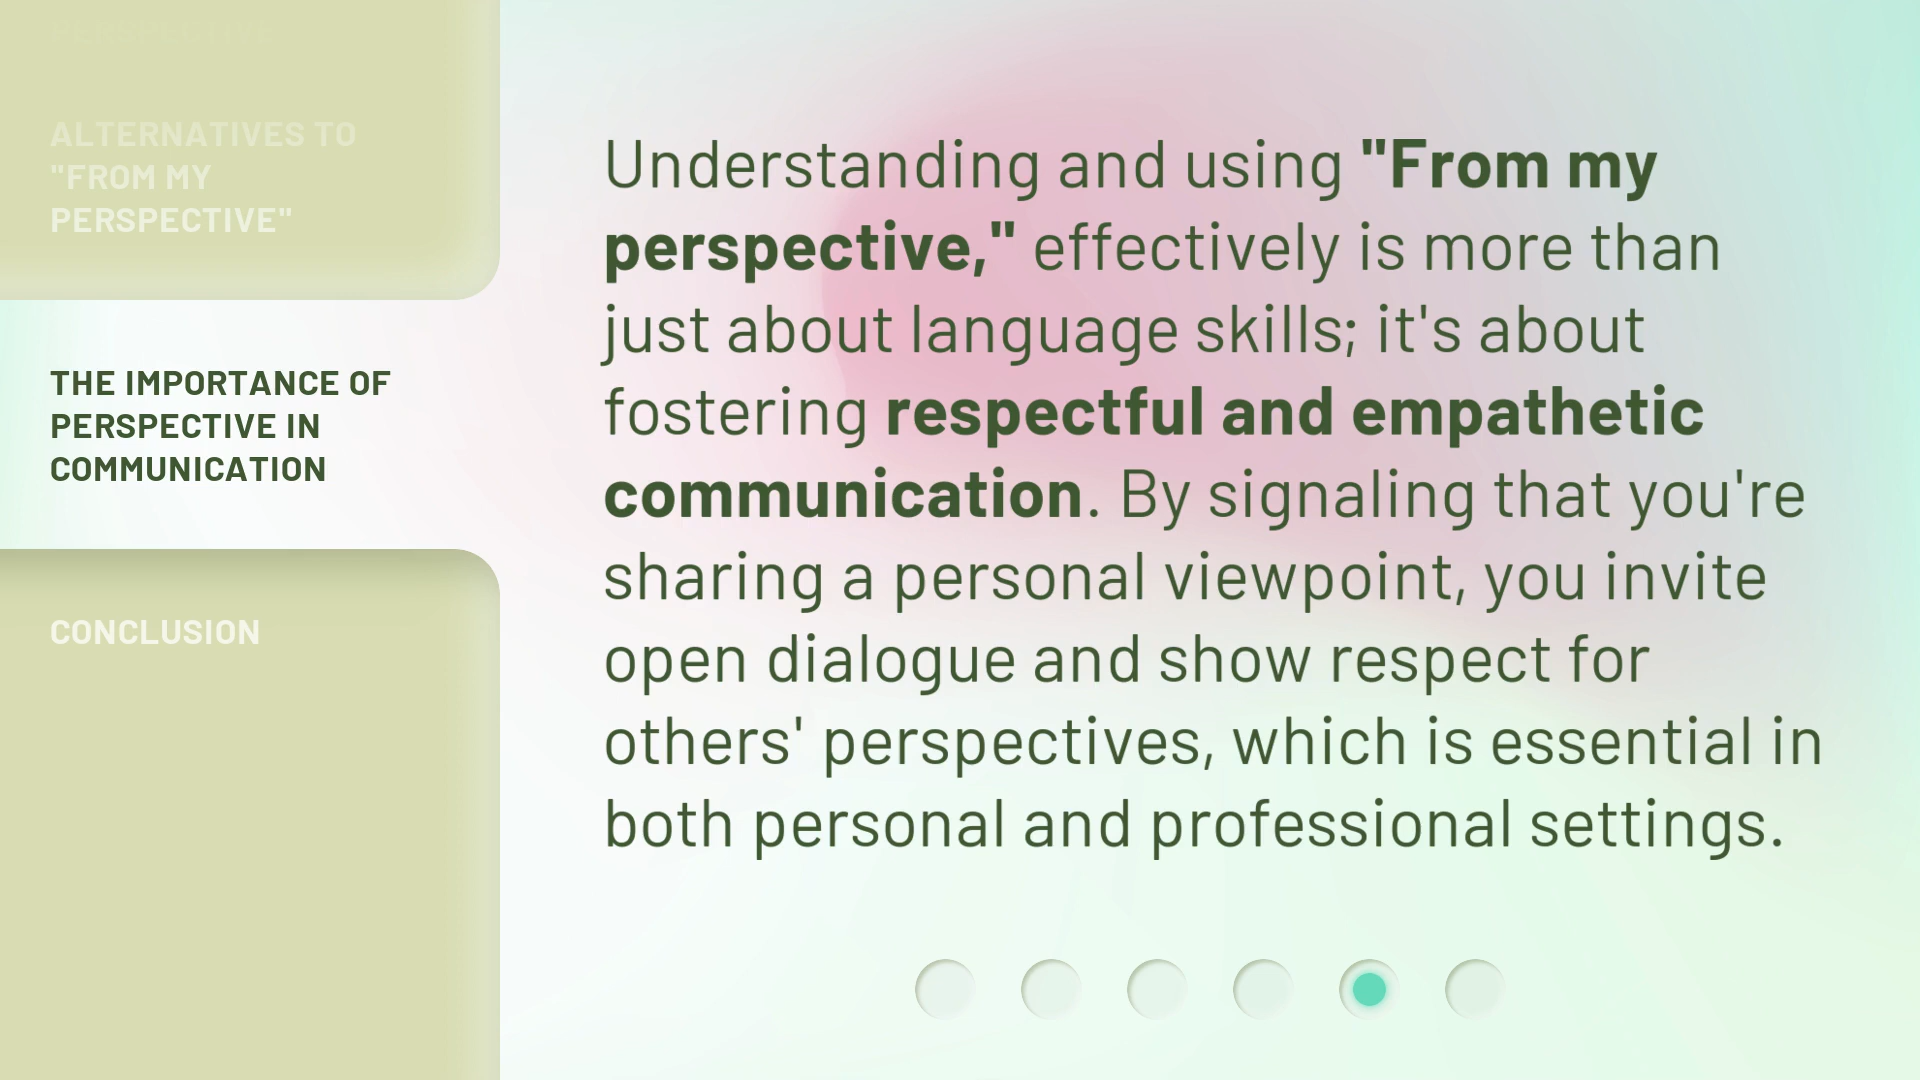 PERSPECTIVE
ALTERNATIVES TO
"FROM MY
PERSPECTIVE"
THE IMPORTANCE OF
PERSPECTIVE IN
COMMUNICATION
CONCLUSION
Understanding and using "From my
perspective," effectively is more than
just about language skills; it's about
fostering respectful and empathetic
communication. By signaling that you're
sharing a personal viewpoint, you invite
open dialogue and show respect for
others' perspectives, which is essential in
both personal and professional settings.